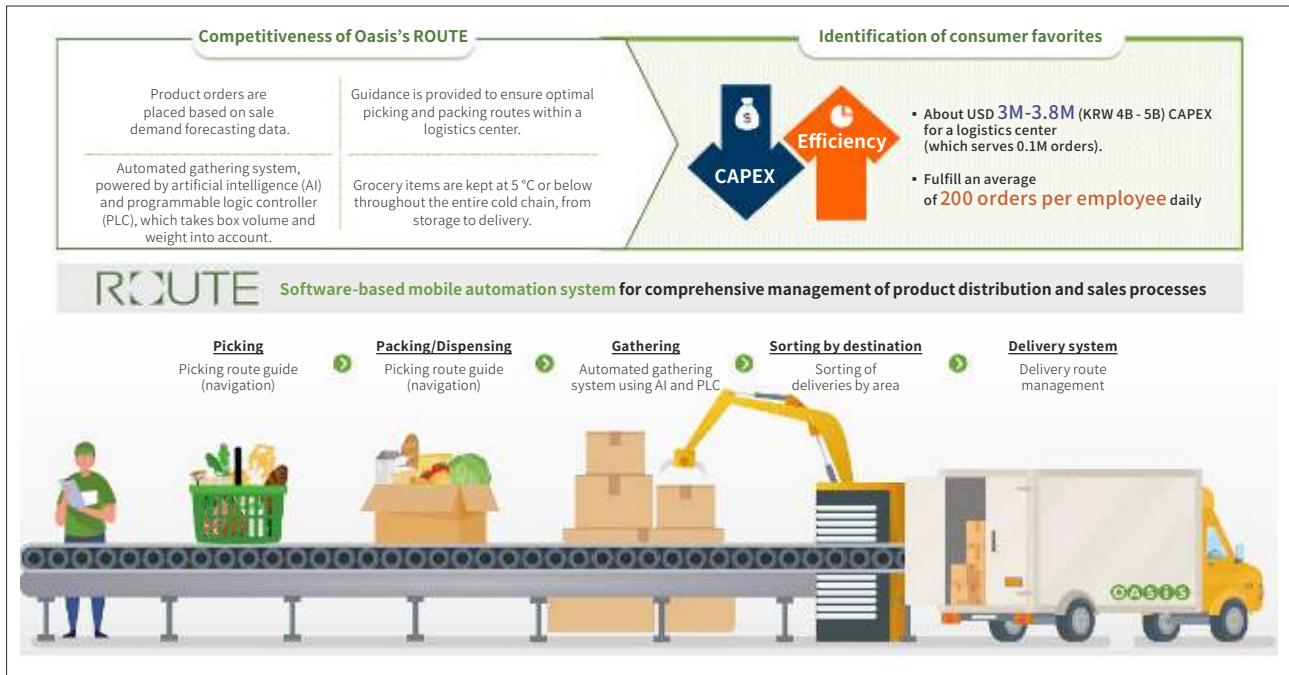 Competitiveness of Oasis's ROUTE
Product orders are
placed based on sale
demand forecasting data.
Guidance is provided to ensure optimal
picking and packing routes within a
logistics center.
Automated gathering system,
powered by artificial intelligence (AI)
and programmable logic controller
(PLC), which takes box volume and
weight into account.
Grocery items are kept at 5 °C or below
throughout the entire cold chain, from
storage to delivery.
Identification of consumer favorites
$
CAPEX
Efficiency
▪ About USD 3M-3.8M (KRW 4B - 5B) CAPEX
for a logistics center
(which serves 0.1M orders).
▪ Fulfill an average
of 200 orders per employee daily
ROUTE
Software-based mobile automation system for comprehensive management of product distribution and sales processes
Picking
Picking route guide
(navigation)
Packing/Dispensing
Picking route guide
(navigation)
Gathering
Automated gathering
system using AI and PLC
Sorting by destination
Sorting of
deliveries by area
Delivery system
Delivery route
management
OASIS